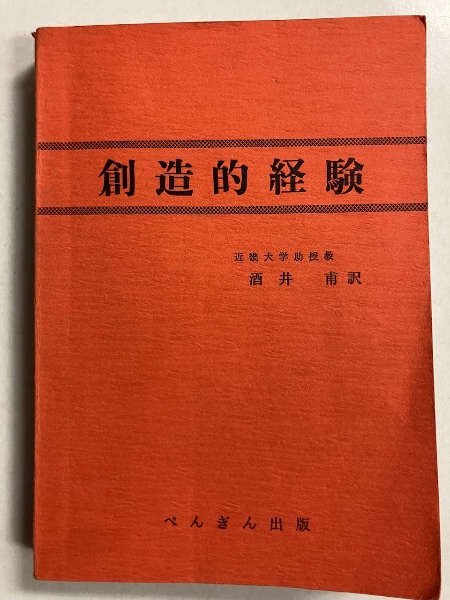 創造的経験
近畿大学助授教
酒井 甫訳
ぺんぎん出版